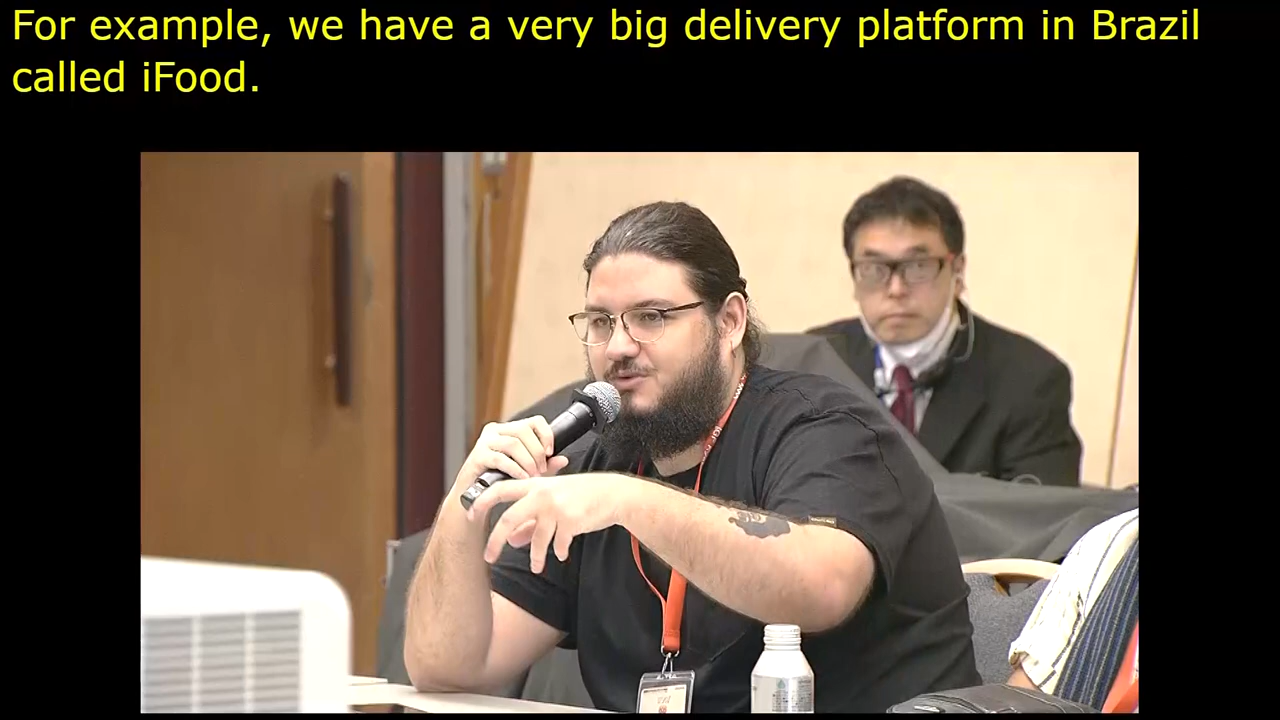 For example, we have a very big delivery platform in Brazil
called iFood.